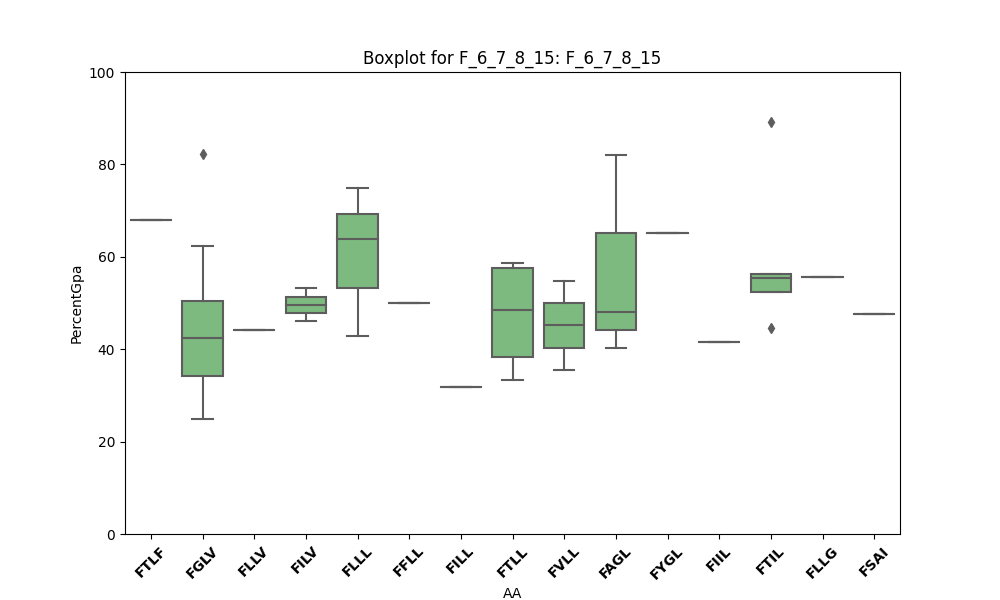 Boxplot for F_6_7_8_15: F_6_7_8_15
100
80
60
40
20
0
PercentGpa
FTLF
FGLV
FLLV
FILV
FLLL
FFLL
FILL
FTLL
FVLL
FAGL
FYGL
FIIL
FTIL
FLLG
FSAI
AA